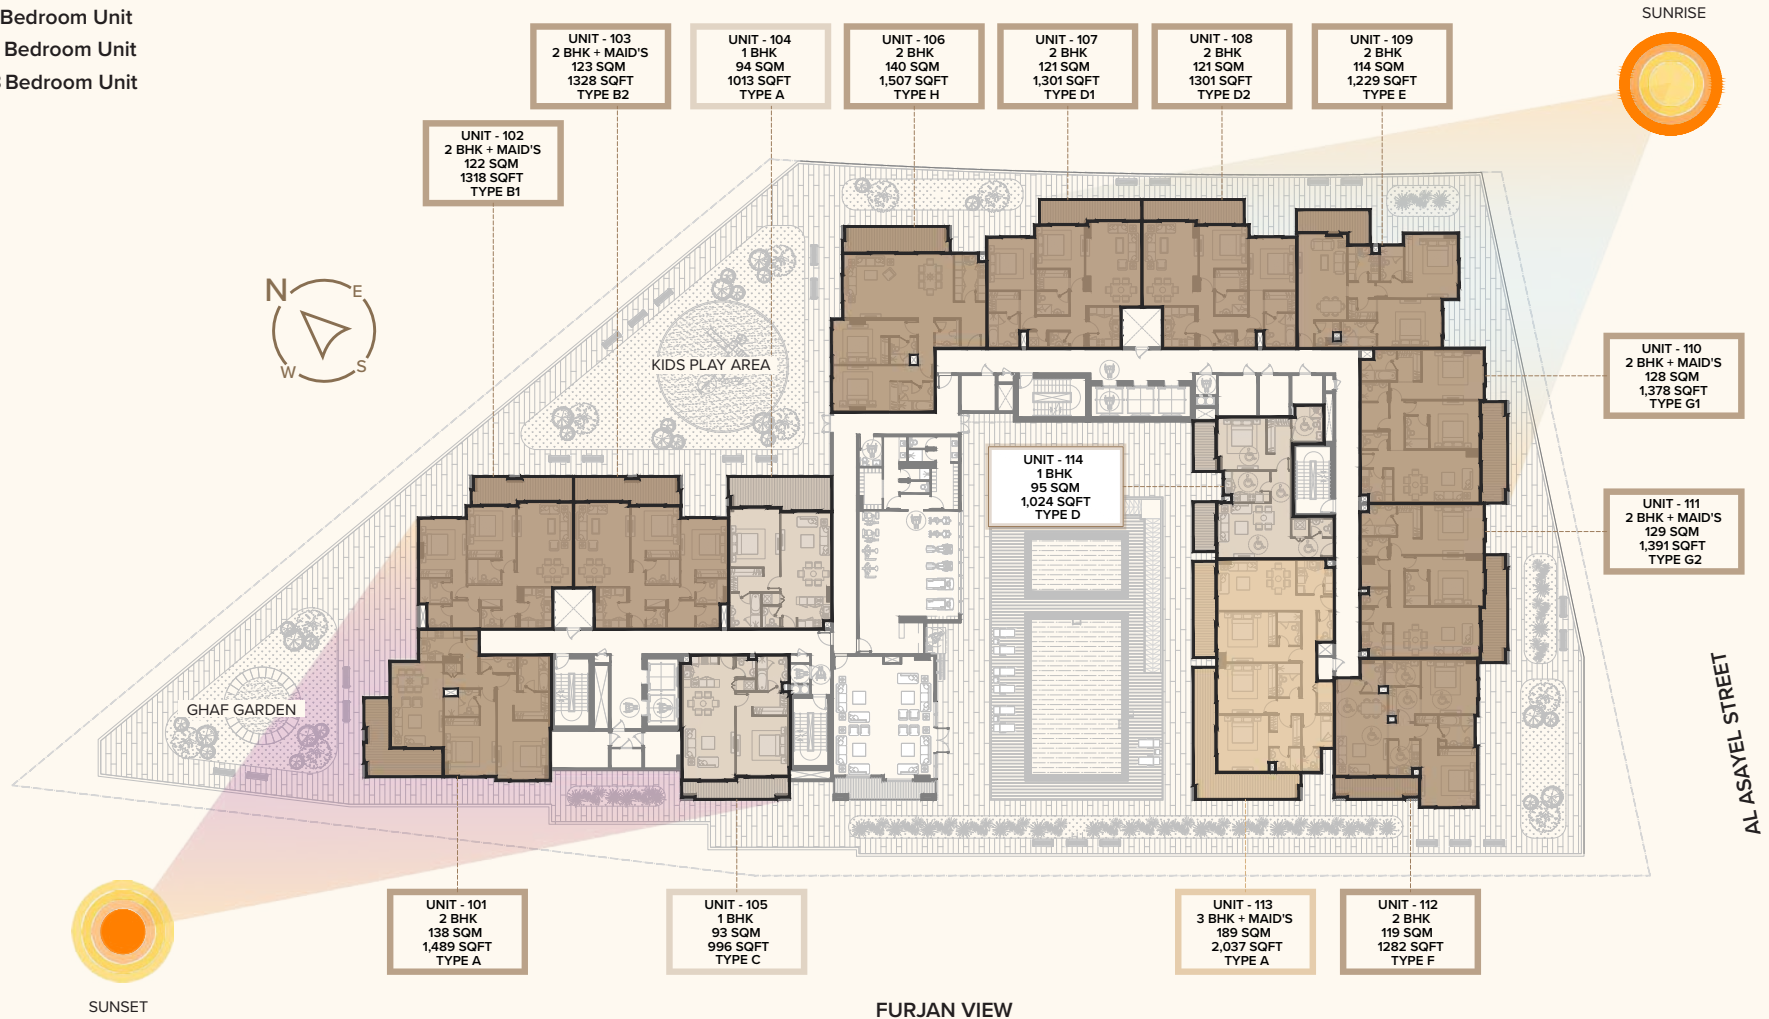 Bedroom Unit
Bedroom Unit
Bedroom Unit
SUNRISE
UNIT - 103
2 BHK + MAID'S
123 SQM
1328 SQFT
TYPE B2
UNIT - 104
1 BHK
94 SQM
1013 SQFT
TYPE A
UNIT - 106
2 BHK
140 SQM
1,507 SQFT
TYPE H
UNIT - 107
2 BHK
121 SQM
1,301 SQFT
TYPE D1
UNIT - 108
2 BHK
121 SQM
1301 SQFT
TYPE D2
UNIT - 109
2 BHK
114 SQM
1,229 SQFT
TYPE E
UNIT - 102
2 BHK + MAID'S
122 SQM
1318 SQFT
TYPE B1
N
E
W
S
KIDS PLAY AREA
UNIT - 110
2 BHK + MAID'S
128 SQM
1,378 SQFT
TYPE G1
UNIT - 114
1 BHK
95 SQM
1,024 SQFT
TYPE D
UNIT - 111
2 BHK + MAID'S
129 SQM
1,391 SQFT
TYPE G2
GHAF GARDEN
AL ASAYEL STREET
UNIT - 101
2 BHK
138 SQM
1,489 SQFT
TYPE A
UNIT - 105
1 BHK
93 SQM
996 SQFT
TYPE C
UNIT - 113
3 BHK + MAID'S
189 SQM
2,037 SQFT
TYPE A
UNIT - 112
2 BHK
119 SQM
1282 SQFT
TYPE F
SUNSET
FURJAN VIEW